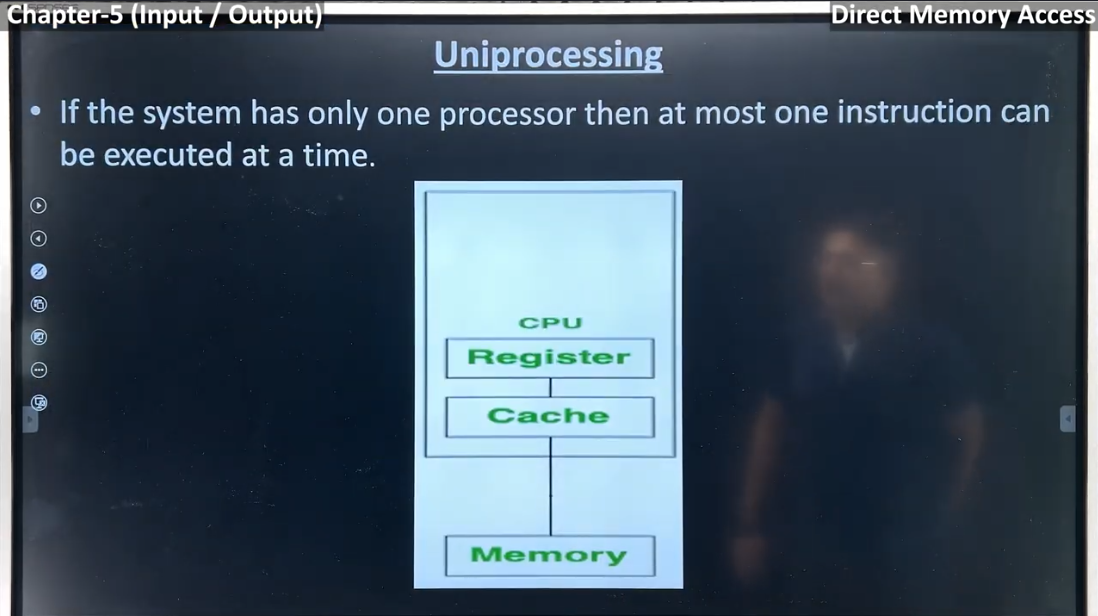 Chapter-5 (Input / Output)
Direct Memory Access
Uniprocessing
• If the system has only one processor then at most one instruction can
be executed at a time.
CPU
Register
Cache
Memory